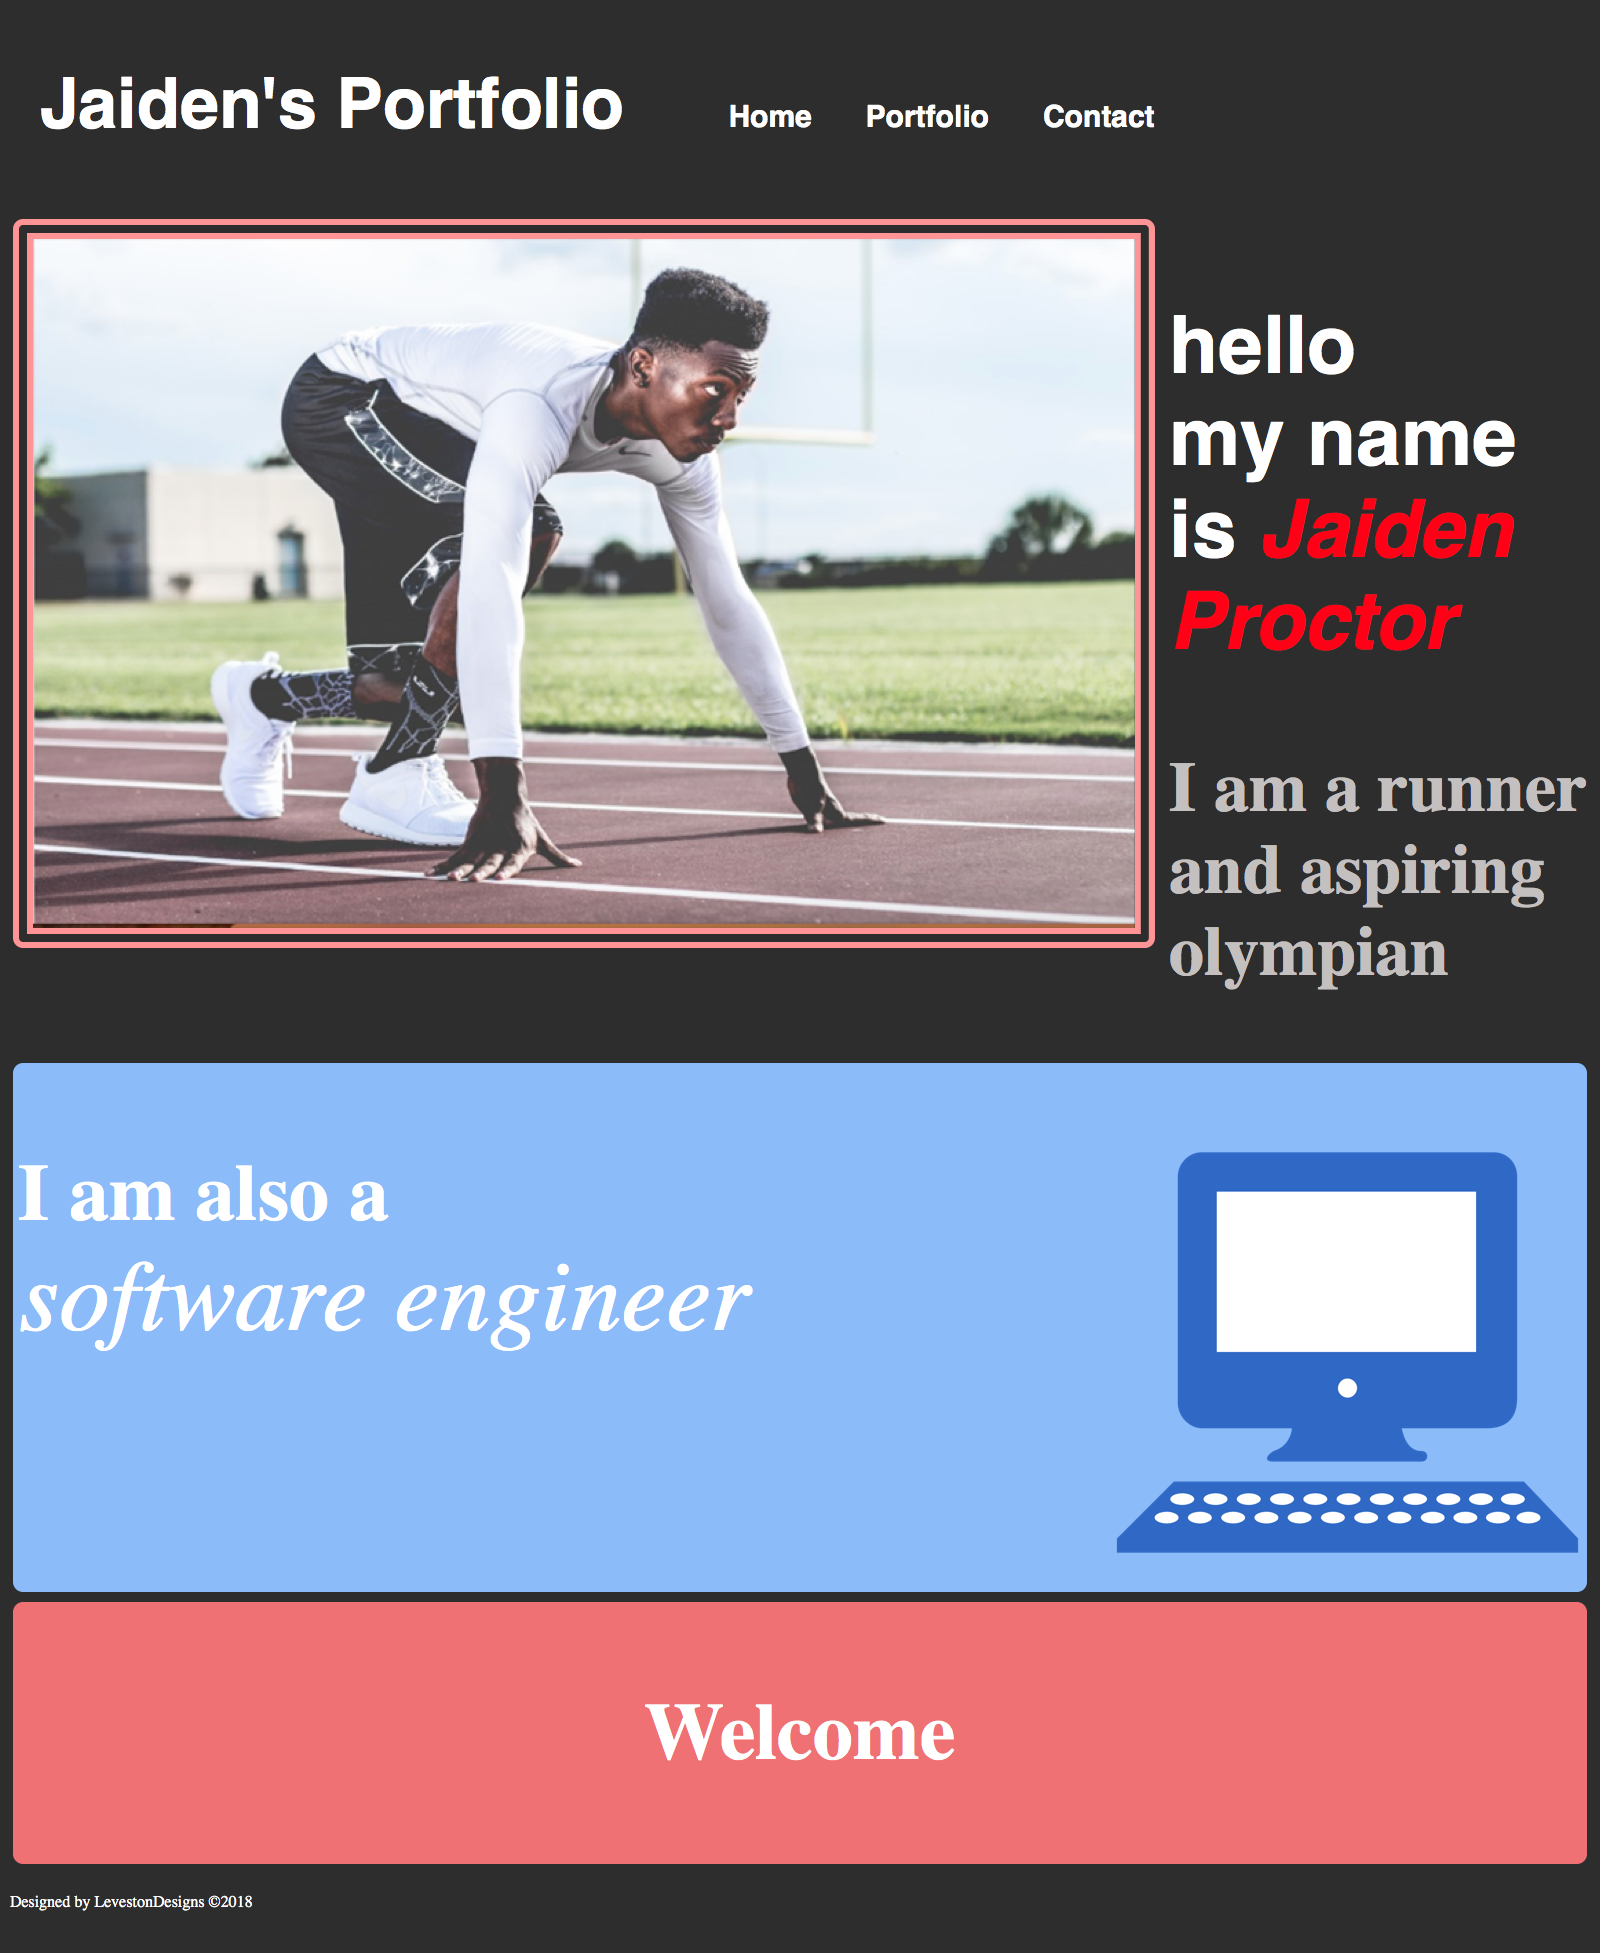 Jaiden's Portfolio
Home Portfolio Contact
hello
my name
is Jaiden
Proctor
I am a runner
and aspiring
olympian
I am also a
software engineer
Welcome
Designed by LevestonDesigns ©2018